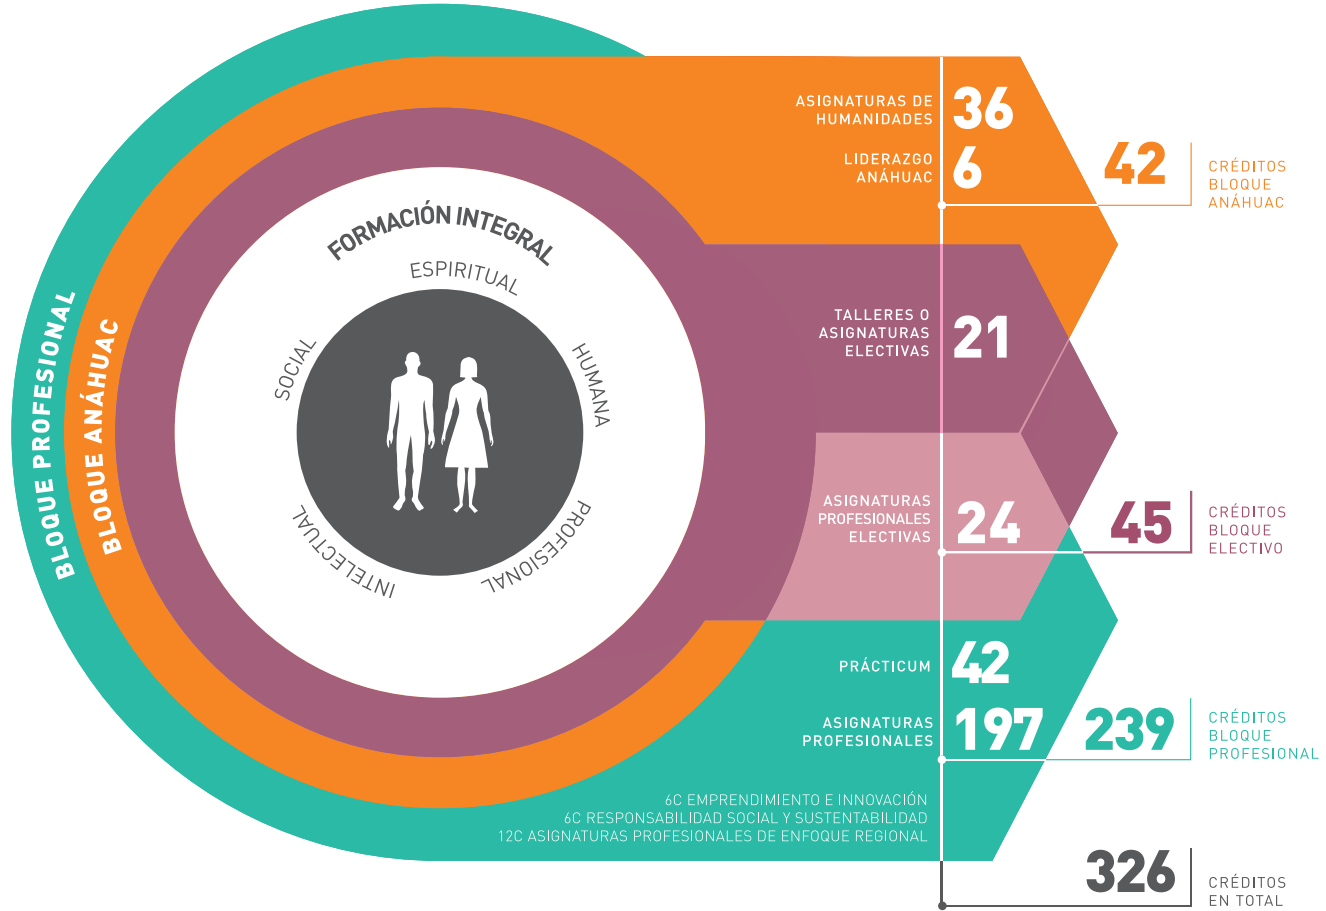 BLOQUE PROFESIONAL
BLOQUE ANÁHUAC
FORMACIÓN INTEGRAL
ESPIRITUAL
SOCIAL
HUMANA
INTELECTUAL
PROFESIONAL
ASIGNATURAS DE
HUMANIDADES
36
LIDERAZGO
ANÁHUAC
6
42
CRÉDITOS
BLOQUE
ANÁHUAC
TALLERES O
ASIGNATURAS
ELECTIVAS
21
ASIGNATURAS
PROFESIONALES
ELECTIVAS
24
45
CRÉDITOS
BLOQUE
ELECTIVO
PRÁCTICUM
42
ASIGNATURAS
PROFESIONALES
197
239
CRÉDITOS
BLOQUE
PROFESIONAL
6C EMPRENDIMIENTO E INNOVACIÓN
6C RESPONSABILIDAD SOCIAL Y SUSTENTABILIDAD
12C ASIGNATURAS PROFESIONALES DE ENFOQUE REGIONAL
326
CRÉDITOS
EN TOTAL